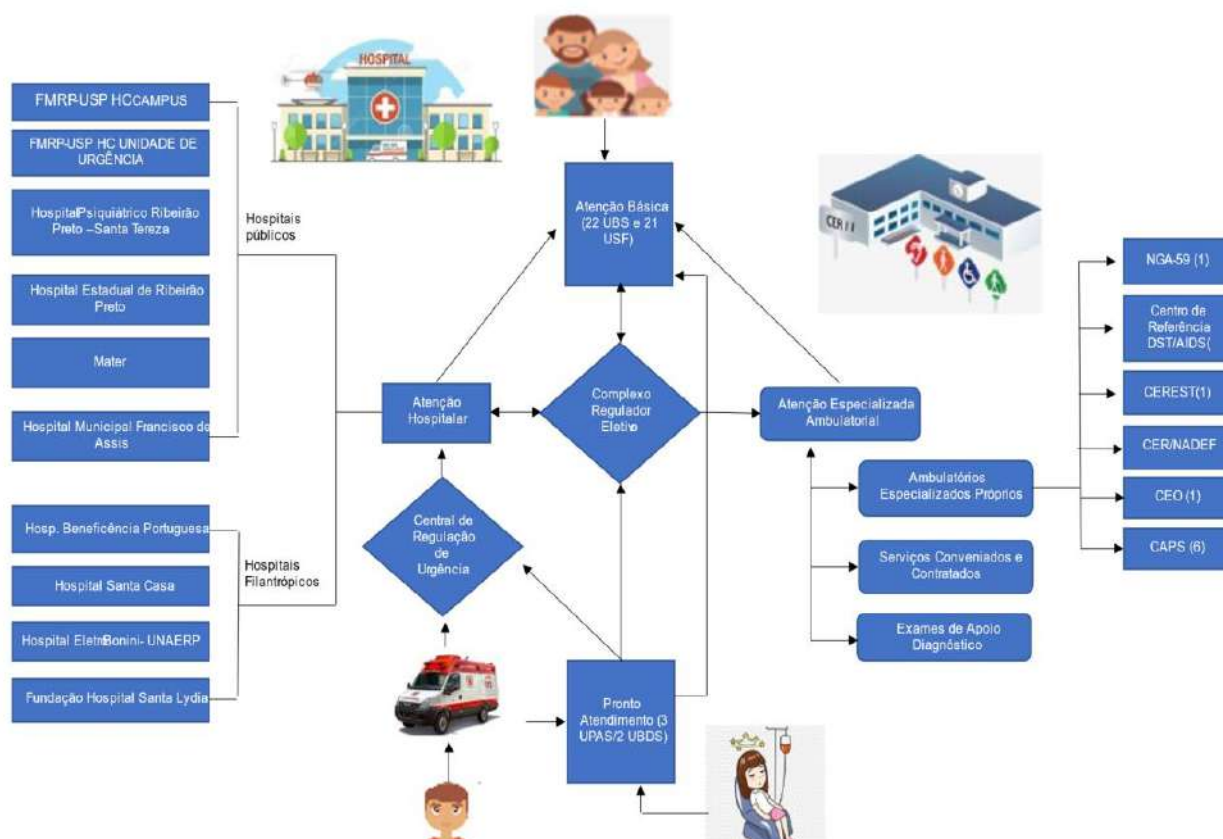 HOSPITAL
FMRP-USP HCCAMPUS
FMRP-USP HC UNIDADE DE
URGÊNCIA
HospitalPsiquiátrico Ribeirão
Preto –Santa Tereza
Hospital Estadual de Ribeirão
Preto
Mater
Hospital Municipal Francisco de
Assis
Hospitais
públicos
Hosp. Beneficência Portuguesa
Hospital Santa Casa
Hospital Bonini- UNAERP
Fundação Hospital Santa Lydia
Hospitais
Filantrópicos
Atenção
Hospitalar
Central de
Regulação
de
Urgência
Atenção Básica
(22 UBS e 21
USF)
Complexo
Regulador
Eletivo
Pronto
Atendimento (3
UPAS/2 UBDS)
CER
Atenção Especializada
Ambulatorial
Ambulatórios
Especializados Próprios
Serviços Conveniados e
Contratados
Exames de Apoio
Diagnóstico
NGA-59 (1)
Centro de
Referência
DST/AIDS(
CEREST(1)
CER/NADEF
CEO (1)
CAPS (6)